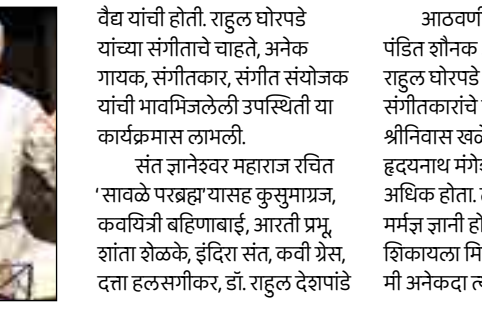 वैद्य यांची होती. राहुल घोरपडे
यांच्या संगीताचे चाहते, अनेक
गायक, संगीतकार, संगीत संयोजक
यांची भावभिजलेली उपस्थिती या
कार्यक्रमास लाभली.
संत ज्ञानेश्वर महाराज रचित
'सावळे परब्रह्म'यासह कुसुमाग्रज,
कवयित्री बहिणाबाई, आरती प्रभू,
शांता शेळके, इंदिरा संत, कवी ग्रेस,
दत्ता हलसगीकर, डॉ. राहुल देशपांडे
आठवणी
पंडित शौनक
राहुल घोरपडे
संगीतकारांचे
श्रीनिवास खळे
हृदयनाथ मंगे
अधिक होता.
मर्मज्ञ ज्ञानी हो
शिकायला मि
मी अनेकदा त्य